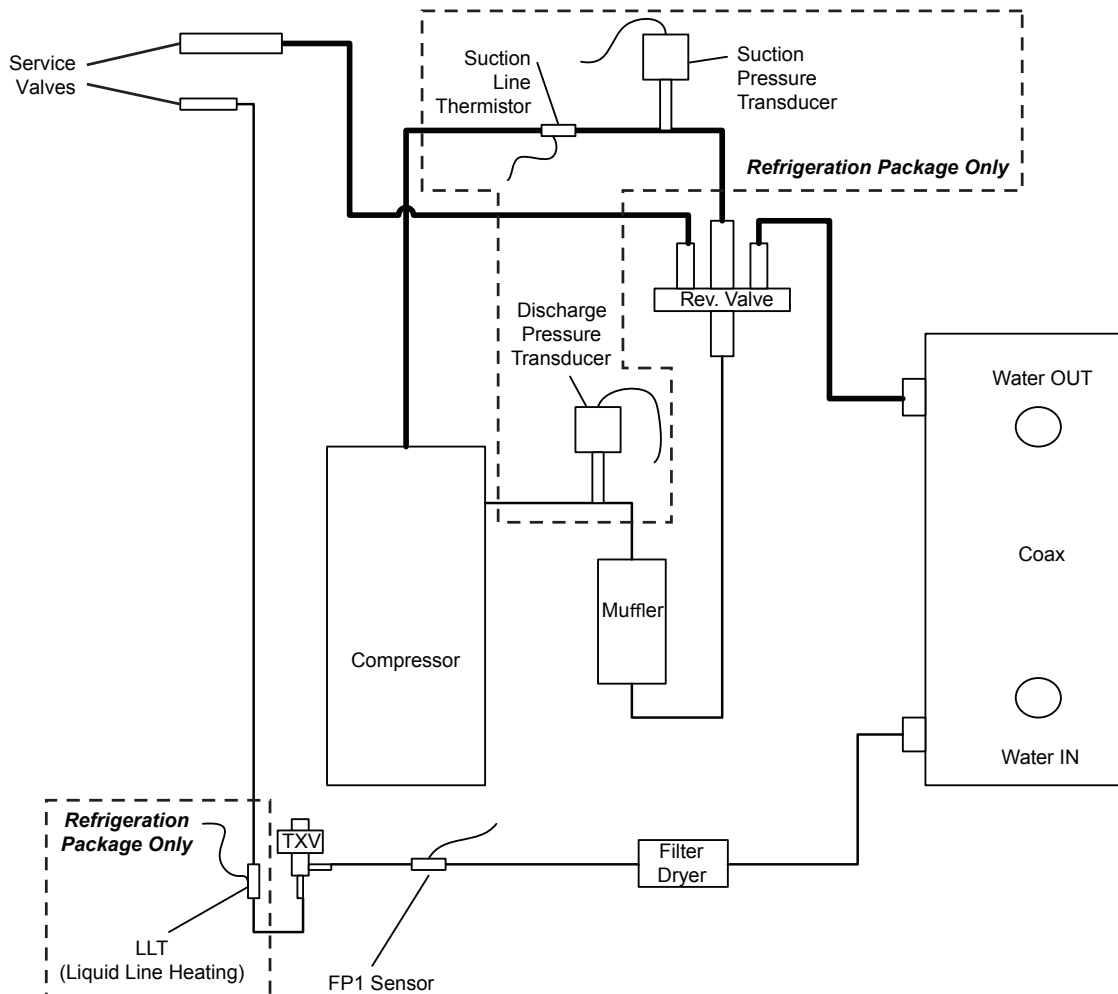 Service
Valves
Suction
Line
Thermistor
Suction
Pressure
Transducer
Refrigeration Package Only
Rev. Valve
Discharge
Pressure
Transducer
Water OUT
Coax
Water IN
Muffler
Compressor
Refrigeration
Package Only
TXV
Filter
Dryer
LLT
(Liquid Line Heating)
FP1 Sensor